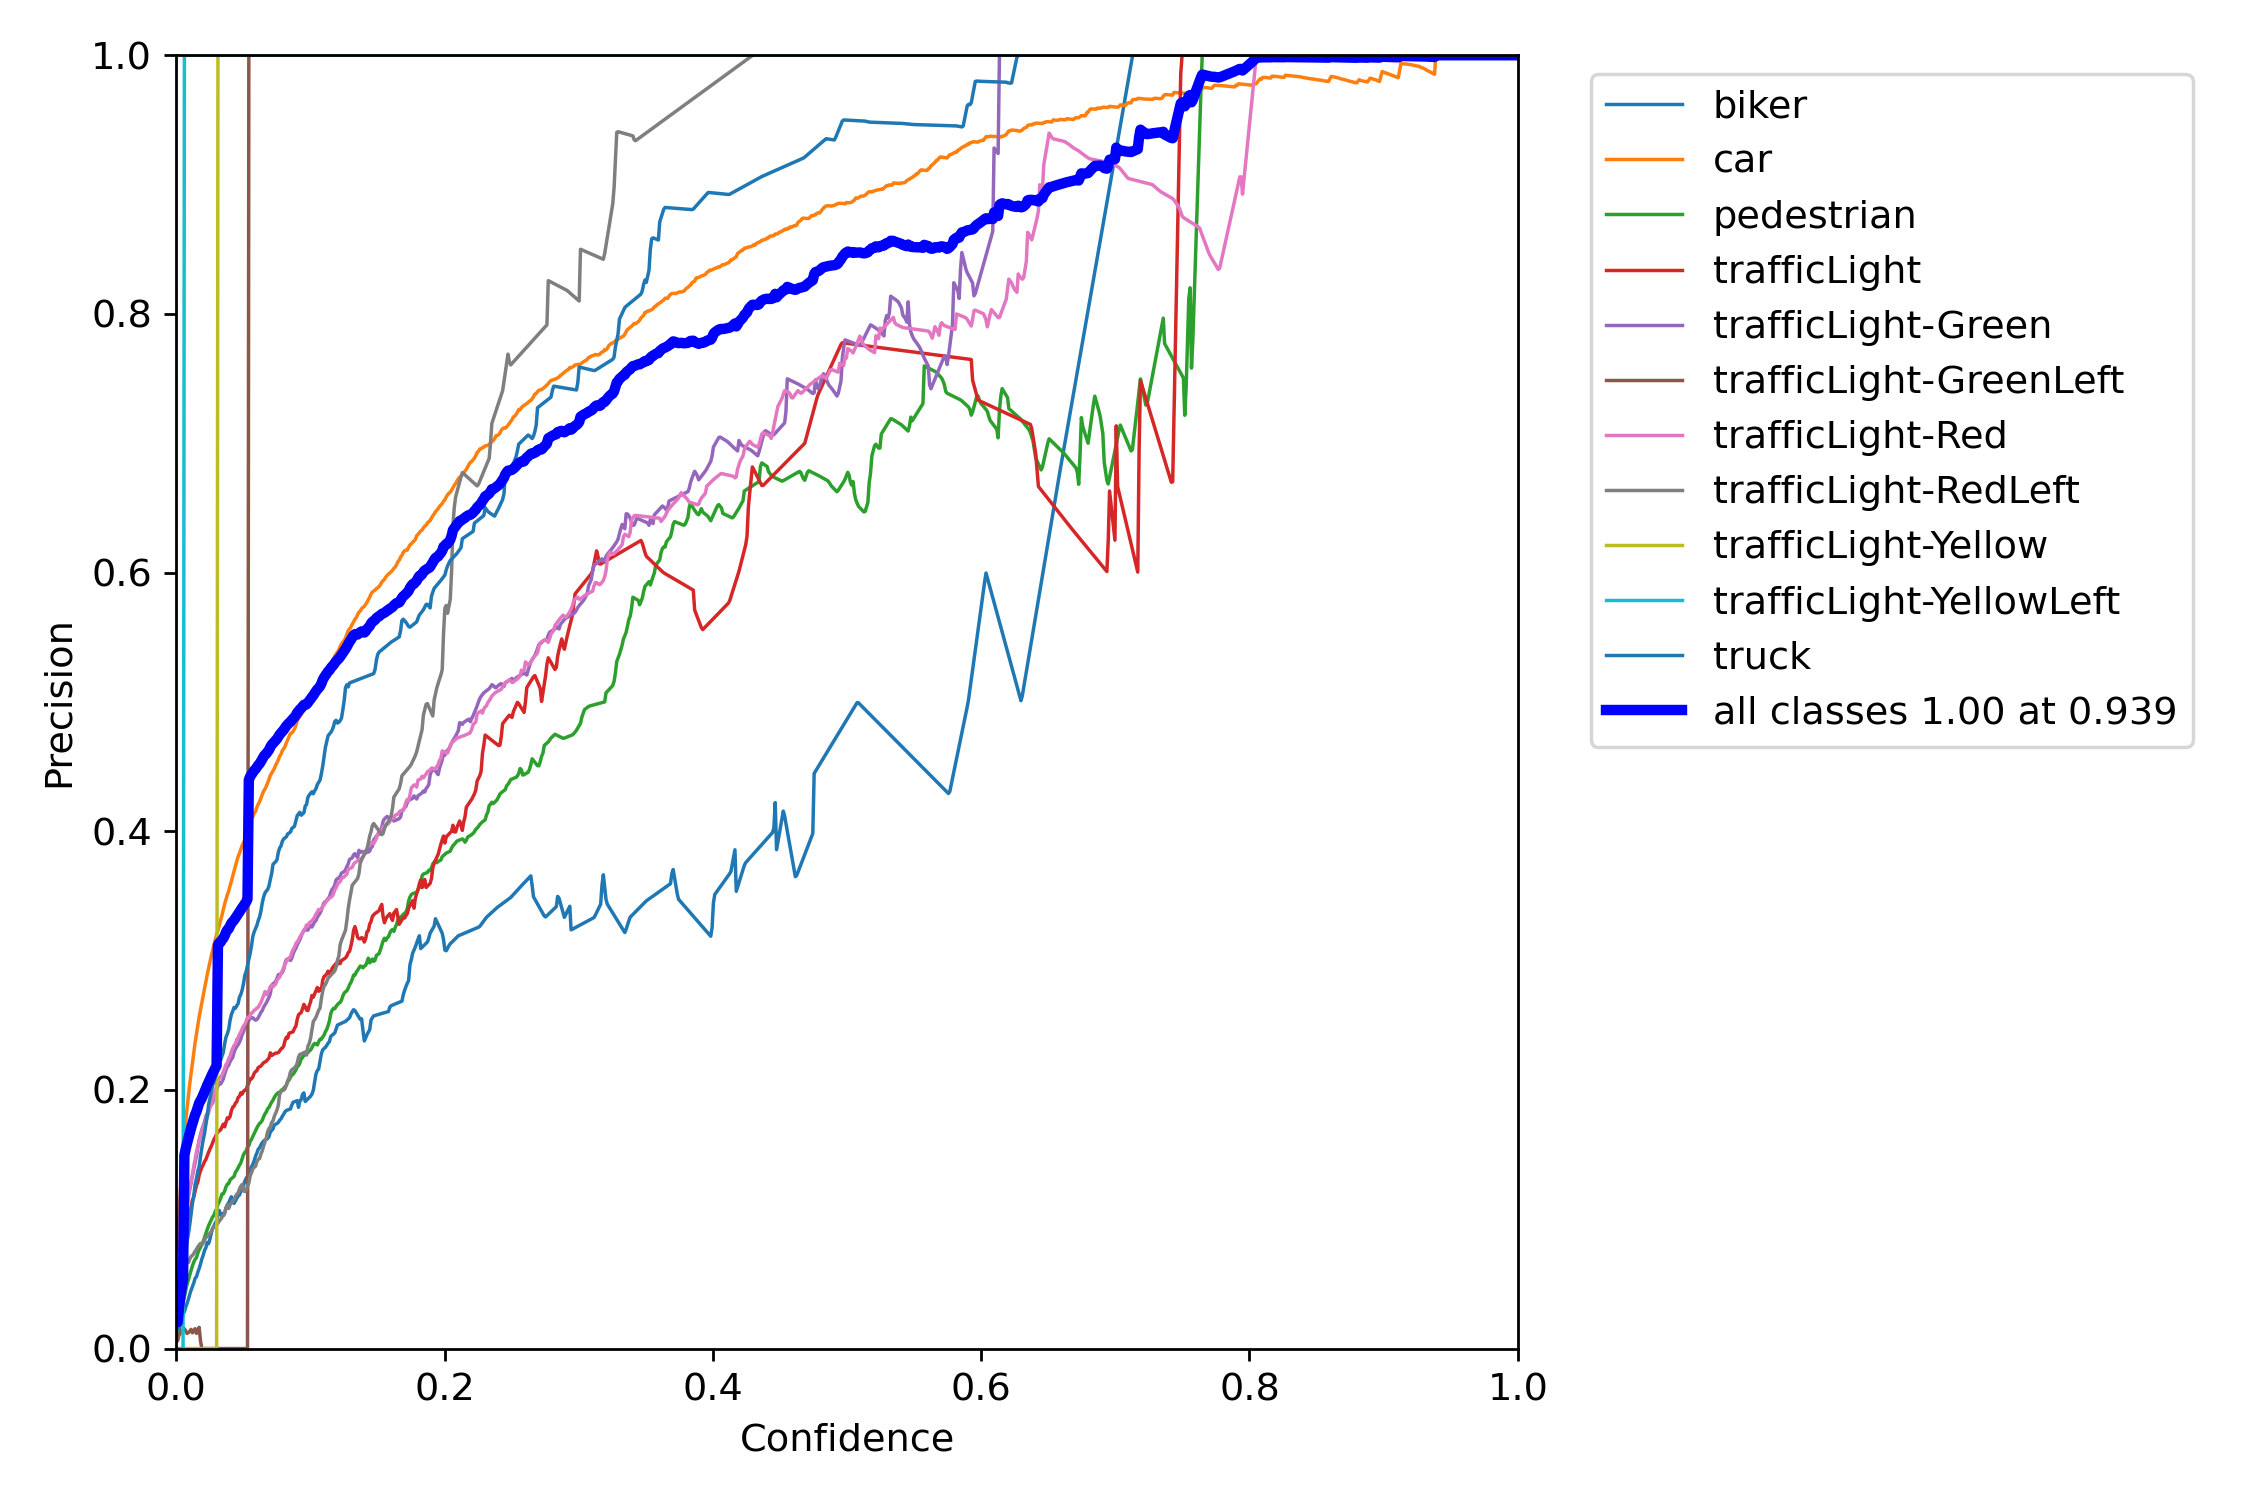 1.0
0.8
0.6
0.4
0.2
0.0
Precision
0.0 0.2 0.4 0.6 0.8 1.0
Confidence
biker
car
pedestrian
trafficLight
trafficLight-Green
trafficLight-GreenLeft
trafficLight-Red
trafficLight-RedLeft
trafficLight-Yellow
trafficLight-YellowLeft
truck
all classes 1.00 at 0.939